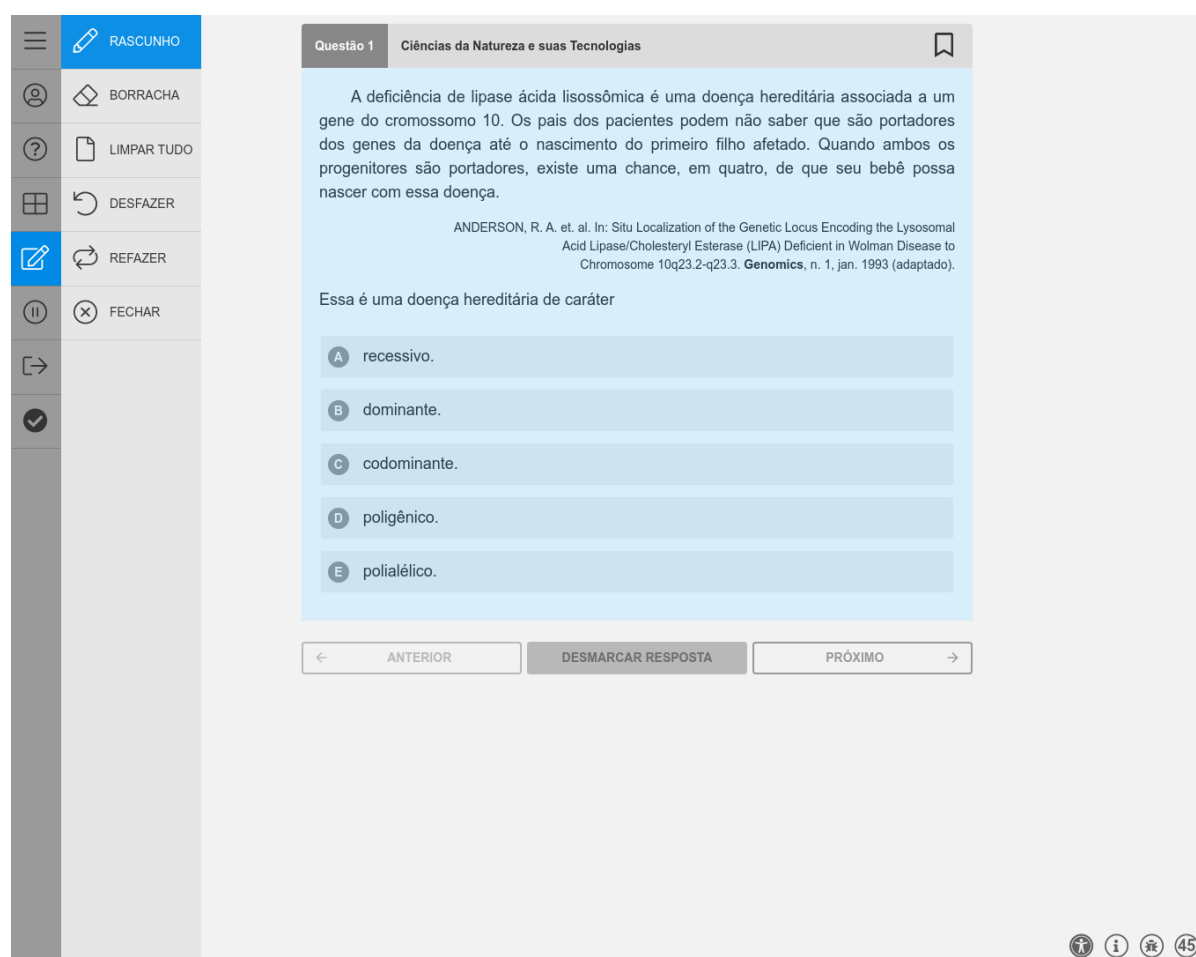 RASCUNHO
BORRACHA
LIMPAR TUDO
DESFAZER
REFAZER
FECHAR
Questão 1 Ciências da Natureza e suas Tecnologias
A deficiência de lipase ácida lisossômica é uma doença hereditária associada a um
gene do cromossomo 10. Os pais dos pacientes podem não saber que são portadores
dos genes da doença até o nascimento do primeiro filho afetado. Quando ambos os
progenitores são portadores, existe uma chance, em quatro, de que seu bebê possa
nascer com essa doença.
ANDERSON, R. A. et. al. In: Situ Localization of the Genetic Locus Encoding the Lysosomal
Acid Lipase/Cholesteryl Esterase (LIPA) Deficient in Wolman Disease to
Chromosome 10q23.2-q23.3. Genomics, n. 1, jan. 1993 (adaptado).
Essa é uma doença hereditária de caráter
A recessivo.
B dominante.
C codominante.
D poligênico.
E polialélico.
ANTERIOR DESMARCAR RESPOSTA PRÓXIMO
45